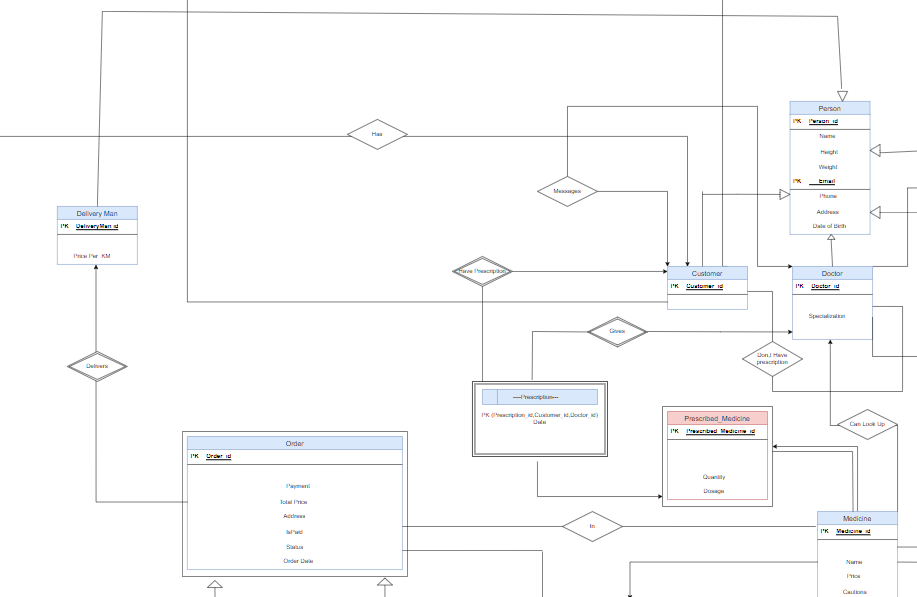 Person
PK Person_id
Name
Height
Weight
PK Email
Phone
Address
Date of Birth
Has
Messages
Delivery Man
PK DeliveryMan id
Price Per KM
Have Prescription
Customer
PK Customer_id
Doctor
PK Doctor_id
Specialization
Gives
Don,t Have
prescription
Delivers
----Prescription---
PK (Prescription_id,Customer_id,Doctor_id)
Date
Prescribed_Medicine
PK Prescribed_Medicine_id
Quantity
Dosage
Can Look Up
Order
PK Order_id
Payment
Total Price
Address
IsPaid
Status
Order Date
In
Medicine
PK Medicine_id
Name
Price
Cautions